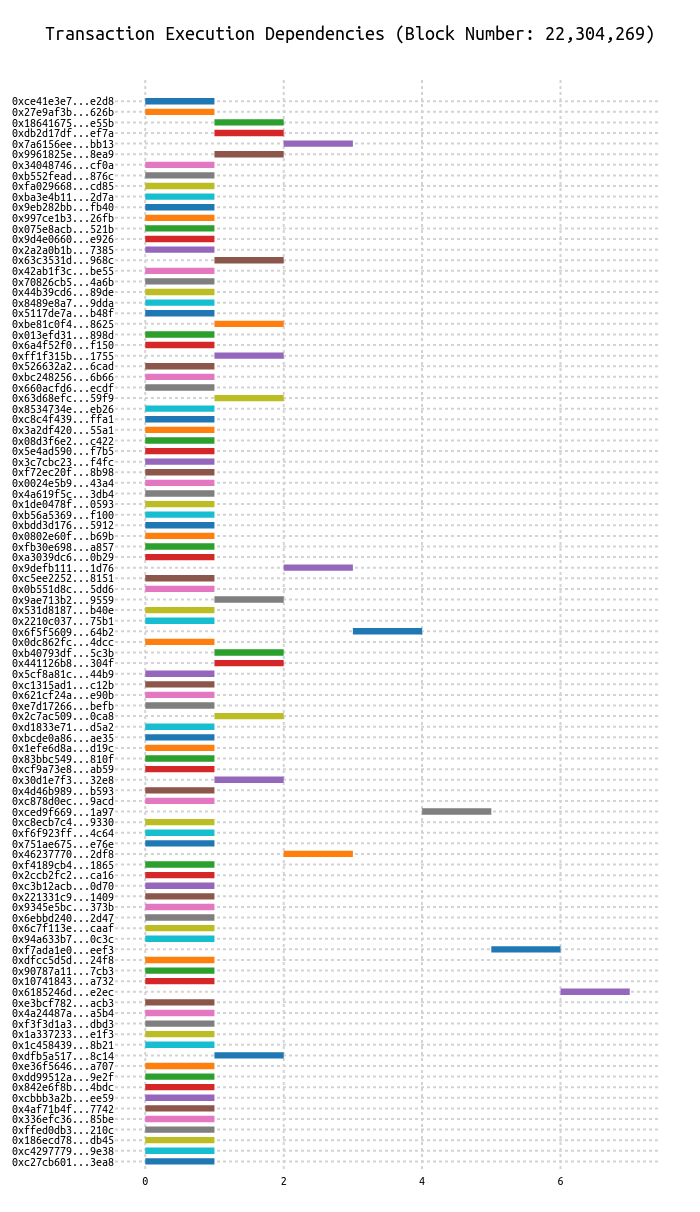 Transaction Execution Dependencies (Block Number: 22,304,269)
0xce41e3e7...e2d8
0x27e9af3b...626b
0x18641675...e55b
0xdb2d17df...ef7a
0x7a6156ee...bb13
0x9961825e...8ea9
0x34048746...cf0a
0xb552fead...876c
0xfa029668...cd85
0xba3e4b11...2d7a
0x9eb282bb...fb40
0x997ce1b3...26fb
0x075e8acb...521b
0x9d4e0660...e926
0x2a2a0b1b...7385
0x63c3531d...968c
0x42ab1f3c...be55
0x70826cb5...4a6b
0x44b39cd6...89de
0x8489e8a7...9dda
0x5117de7a...b48f
0xbe81c0f4...8625
0x013efd31...898d
0x6a4f52f0...f150
0xff1f315b...1755
0x526632a2...6cad
0xbc248256...6b66
0x660acfd6...ecdf
0x63d68efc...59f9
0x8534734e...eb26
0xc8c4f439...ffa1
0x3a2df420...55a1
0x08d3f6e2...c422
0x5e4ad590...f7b5
0x3c7cbc23...f4fc
0xf72ec20f...8b98
0x0024e5b9...43a4
0x4a619f5c...3db4
0x1de0478f...0593
0xb56a5369...f100
0xbdd3d176...5912
0x0802e60f...b69b
0xfb30e698...a857
0xa3039dc6...0b29
0x9defb111...1d76
0xc5ee2252...8151
0x0b551d8c...5dd6
0x9ae713b2...9559
0x531d8187...b40e
0x2210c037...75b1
0x6f5f5609...64b2
0x0dc862fc...4dcc
0xb40793df...5c3b
0x441126b8...304f
0x5cf8a81c...44b9
0xc1315ad1...c12b
0x621cf24a...e90b
0xe7d17266...befb
0x2c7ac509...0ca8
0xd1833e71...d5a2
0xbcde0a86...ae35
0x1efe6d8a...d19c
0x83bbc549...810f
0xcf9a73e8...ab59
0x30d1e7f3...32e8
0x4d46b989...b593
0xc878d0ec...9acd
0xced9f669...1a97
0xc8ecb7c4...9330
0xf6f923ff...4c64
0x751ae675...e76e
0x46237770...2df8
0xf4189cb4...1865
0x2ccb2fc2...ca16
0xc3b12acb...0d70
0x221331c9...1409
0x9345e5bc...373b
0x6ebbd240...2d47
0x6c7f113e...caaf
0x94a633b7...0c3c
0xf7ada1e0...eef3
0xdfcc5d5d...24f8
0x90787a11...7cb3
0x10741843...a732
0x6185246d...e2ec
0xe3bcf782...acb3
0x4a24487a...a5b4
0xf3f3d1a3...dbd3
0x1a337233...e1f3
0x1c458439...8b21
0xdfb5a517...8c14
0xe36f5646...a707
0xdd99512a...9e2f
0x842e6f8b...4bdc
0xcbbb3a2b...ee59
0x4af71b4f...7742
0x336efc36...85be
0xffed0db3...210c
0x186ecd78...db45
0xc4297779...9e38
0xc27cb601...3ea8
0 2 4 6